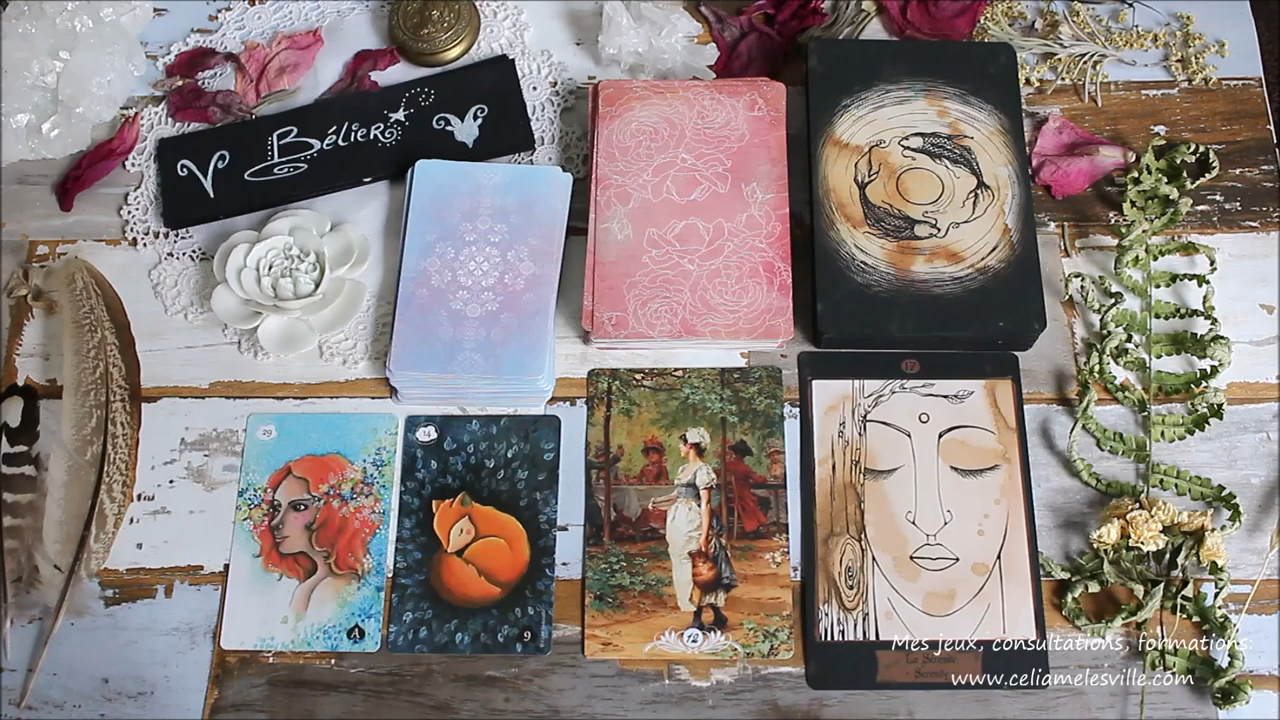 Bélier
29
A
14
9
12
17
La Sérénité
Serenity
Mes jeux, consultations, formations:
www.celiamelesville.com